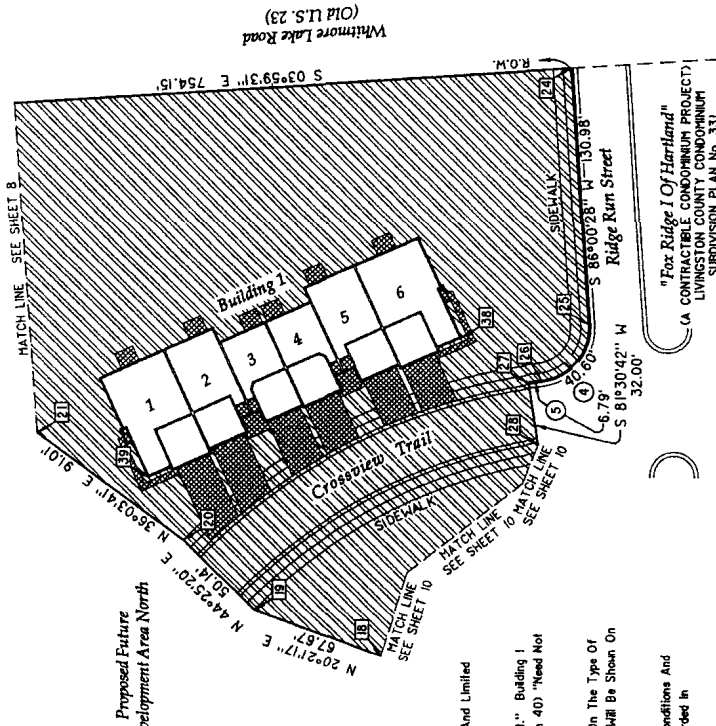 Whitmore Lake Road
(Old U.S. 23)
S 03°59'31" E 754.15'
R.O.W.
MATCH LINE SEE SHEET 8
21
N 36°03'41" E
91.01'
39
Building 1
1
2
3
4
5
6
38
24
SIDEWALK
25
S 86°00'28" W 130.98'
Ridge Run Street
"Fox Ridge I Of Hartland"
(A CONTRACTIBLE CONDOMINIUM PROJECT)
LIVINGSTON COUNTY CONDOMINIUM
SUBDIVISION PLAN No. 331
26
27
40.60'
4
5
6.79'
S 81°30'42" W
32.00'
28
Crosswinds Trail
SIDEWALK
MATCH LINE
SEE SHEET 10
MATCH LINE
SEE SHEET 10
MATCH LINE
SEE SHEET 10
20
N 44°25'20" E
50.14'
19
N 20°21'17" E
67.67'
18
Proposed Future
velopment Area North
And Limited
." Building 1
40) "Need Not
On The Type Of
Will Be Shown On
onditions And
rded In